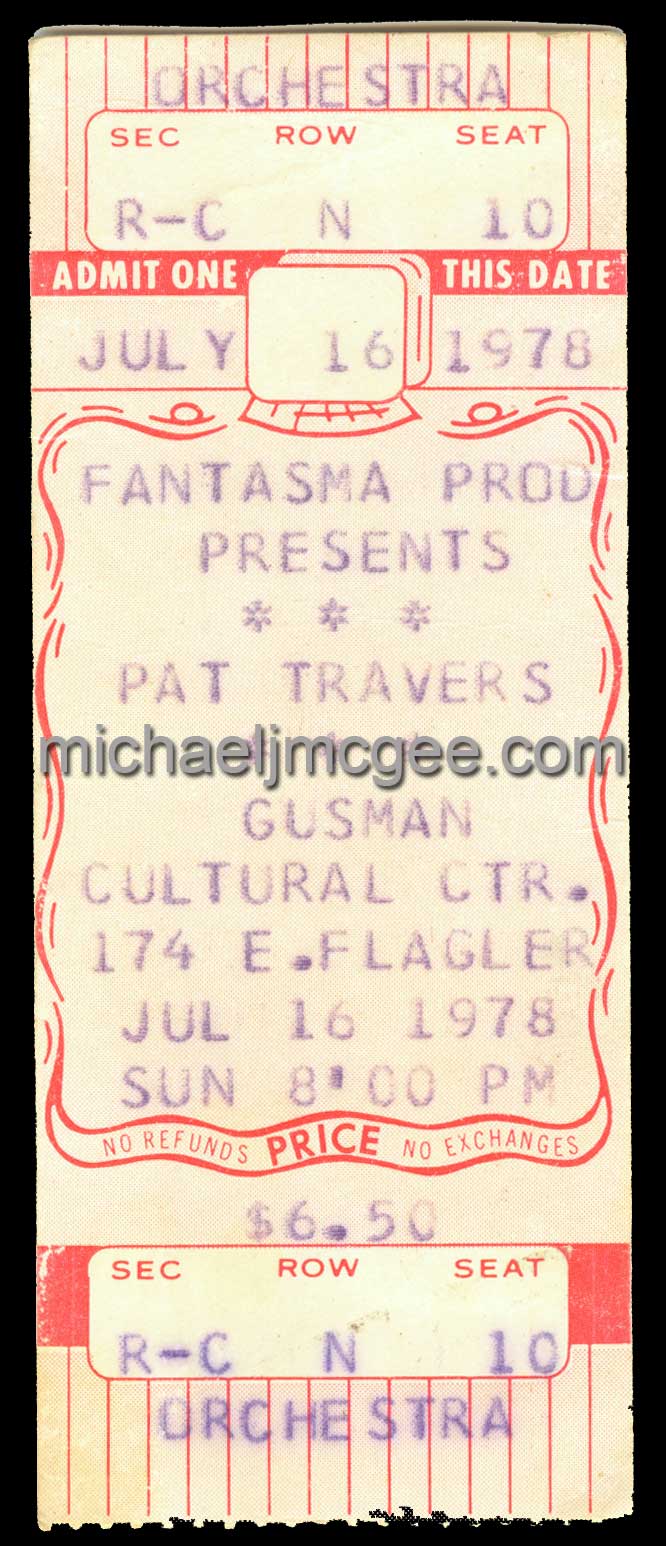 ORCHESTRA
SEC ROW SEAT
R-C N 10
ADMIT ONE THIS DATE
JULY 16 1978
FANTASMA PROD
PRESENTS
* * *
PAT TRAVERS
* * *
michaeljmcgee.com
GUSMAN
CULTURAL CTR.
174 E.FLAGLER
JUL 16 1978
SUN 8'00 PM
NO REFUNDS PRICE NO EXCHANGES
$6.50
SEC ROW SEAT
R-C N 10
ORCHESTRA